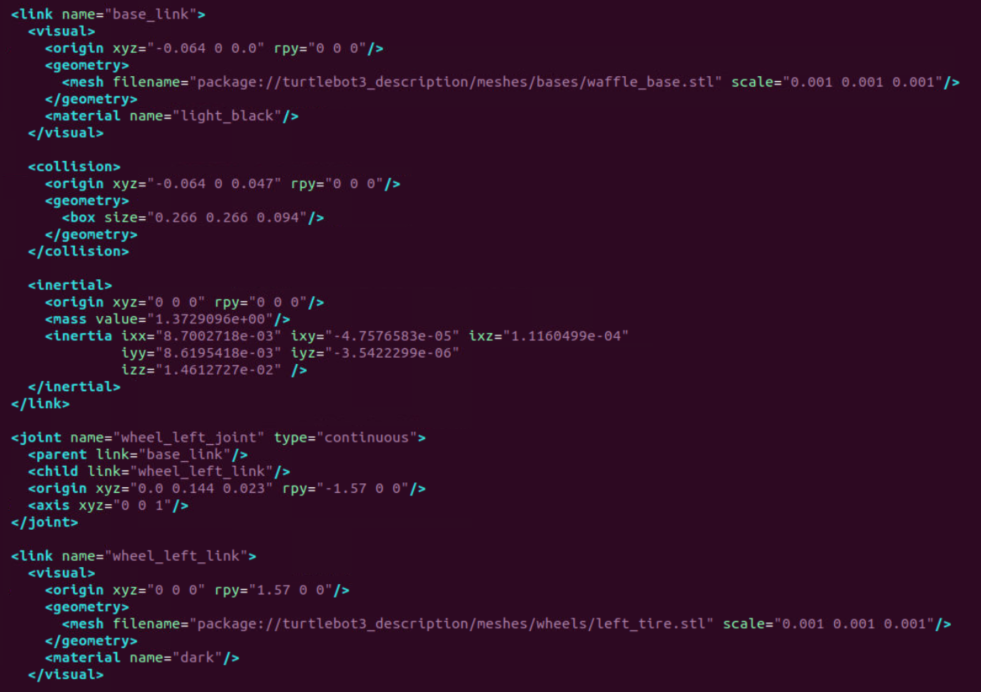 <link name="base_link">
  <visual>
    <origin xyz="-0.064 0 0.0" rpy="0 0 0"/>
    <geometry>
      <mesh filename="package://turtlebot3_description/meshes/bases/waffle_base.stl" scale="0.001 0.001 0.001"/>
    </geometry>
    <material name="light_black"/>
  </visual>

  <collision>
    <origin xyz="-0.064 0 0.047" rpy="0 0 0"/>
    <geometry>
      <box size="0.266 0.266 0.094"/>
    </geometry>
  </collision>

  <inertial>
    <origin xyz="0 0 0" rpy="0 0 0"/>
    <mass value="1.3729096e+00"/>
    <inertia ixx="8.7002718e-03" ixy="-4.7576583e-05" ixz="1.1160499e-04"
             iyy="8.6195418e-03" iyz="-3.5422299e-06"
             izz="1.4612727e-02" />
  </inertial>
</link>

<joint name="wheel_left_joint" type="continuous">
  <parent link="base_link"/>
  <child link="wheel_left_link"/>
  <origin xyz="0.0 0.144 0.023" rpy="-1.57 0 0"/>
  <axis xyz="0 0 1"/>
</joint>

<link name="wheel_left_link">
  <visual>
    <origin xyz="0 0 0" rpy="1.57 0 0"/>
    <geometry>
      <mesh filename="package://turtlebot3_description/meshes/wheels/left_tire.stl" scale="0.001 0.001 0.001"/>
    </geometry>
    <material name="dark"/>
  </visual>